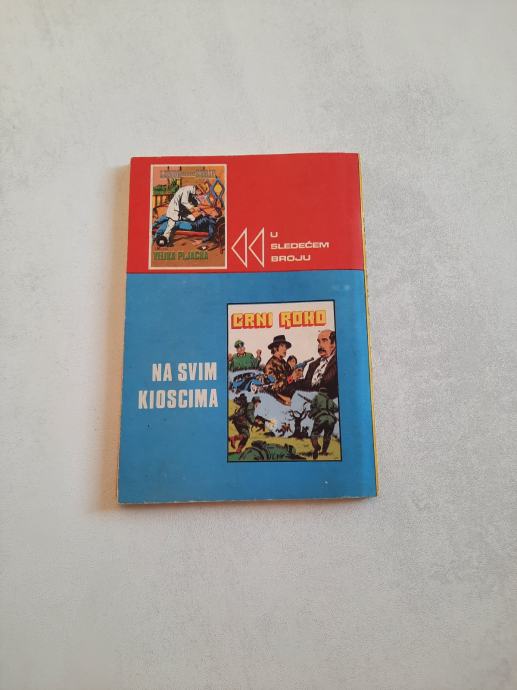 VELIKA PLJAČKA
U
SLEDEĆEM
BROJU
CRNI ROKO
NA SVIM
KIOSCIMA